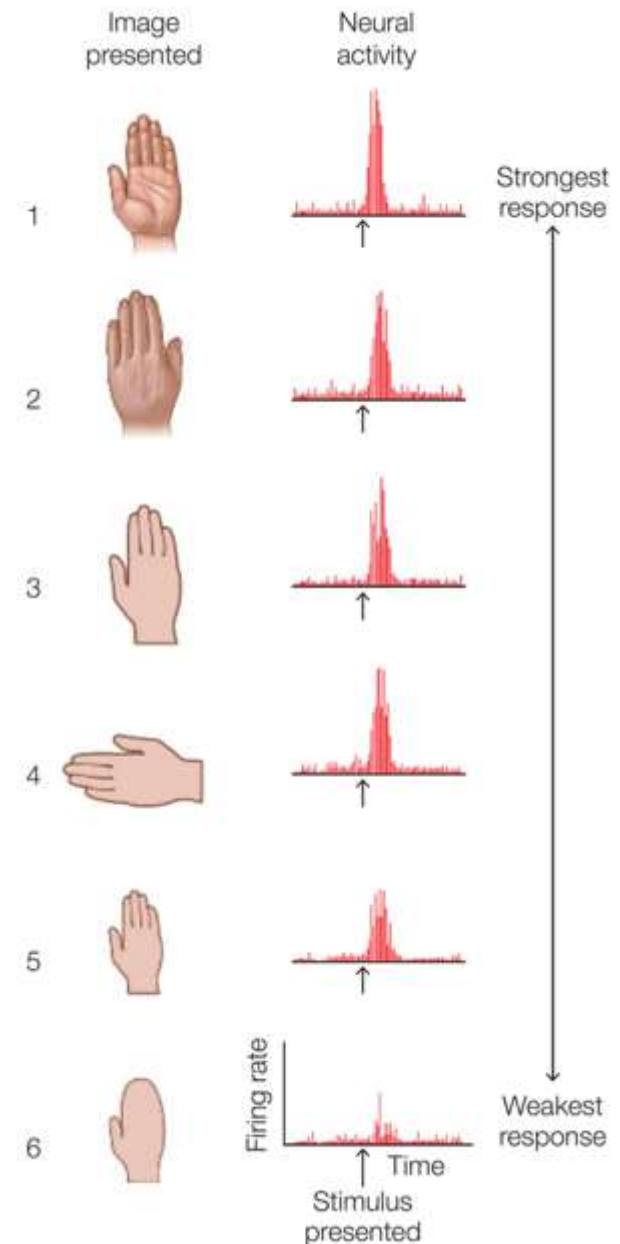 Image
presented
Neural
activity
1
Strongest
response
2
3
4
5
6
Firing rate
Time
Weakest
response
Stimulus
presented